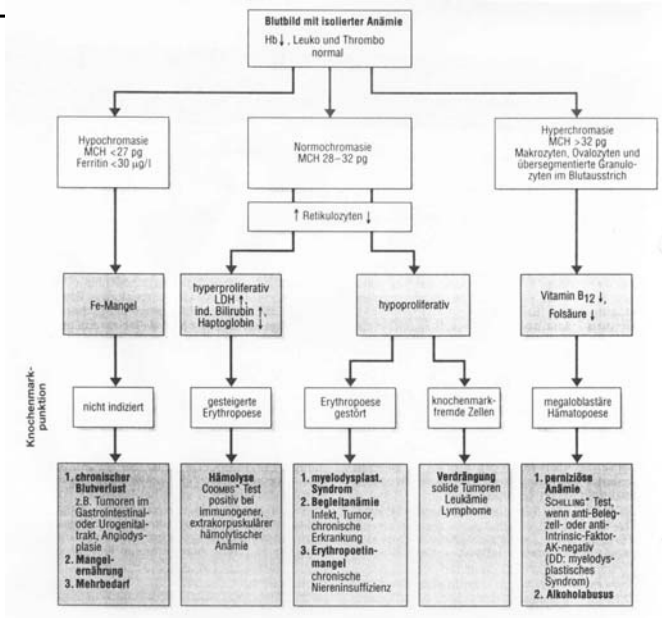 Blutbild mit isolierter Anämie
Hb↓, Leuko und Thrombo
normal
Hypochromasie
MCH <27 pg
Ferritin <30 µg/l
Normochromasie
MCH 28–32 pg
Hyperchromasie
MCH >32 pg
Makrozyten, Ovalozyten und
übersegmentierte Granulo-
zyten im Blutausstrich
↑ Retikulozyten ↓
Fe-Mangel
hyperproliferativ
LDH ↑,
ind. Bilirubin ↑,
Haptoglobin ↓
hypoproliferativ
Vitamin B12 ↓,
Folsäure ↓
Knochenmark-
punktion
nicht indiziert
gesteigerte
Erythropoese
Erythropoese
gestört
knochenmark-
fremde Zellen
megaloblastäre
Hämatopoese
1. chronischer
Blutverlust
z.B. Tumoren im
Gastrointestinal-
oder Urogenital-
trakt, Angiodys-
plasie
2. Mangel-
ernährung
3. Mehrbedarf
Hämolyse
COOMBS* Test
positiv bei
immunogener,
extrakorpuskulärer
hämolytischer
Anämie
1. myelodysplast.
Syndrom
2. Begleitanämie
Infekt, Tumor,
chronische
Erkrankung
3. Erythropoetin-
mangel
chronische
Niereninsuffizienz
Verdrängung
solide Tumoren
Leukämie
Lymphome
1. perniziöse
Anämie
SCHILLING* Test,
wenn anti-Beleg-
zell- oder anti-
Intrinsic-Faktor-
AK-negativ
(DD: myelodys-
plastisches
Syndrom)
2. Alkoholabusus